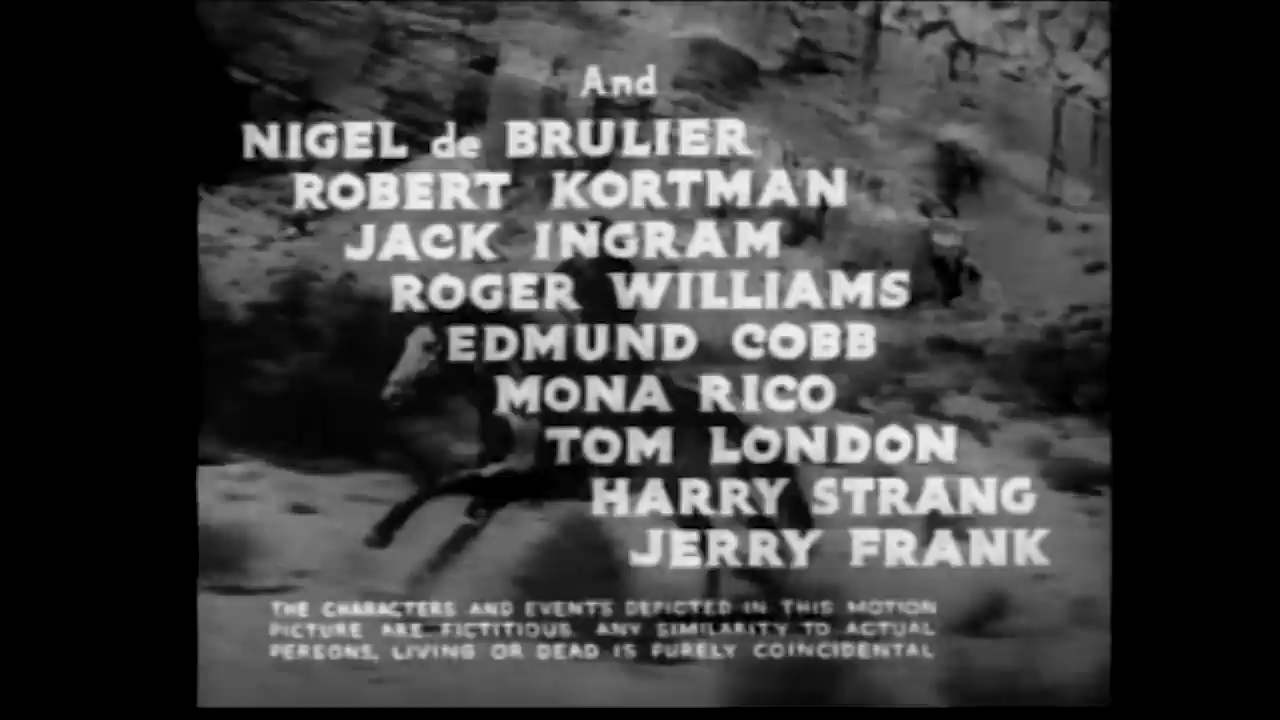 And
NIGEL de BRULIER
ROBERT KORTMAN
JACK INGRAM
ROGER WILLIAMS
EDMUND COBB
MONA RICO
TOM LONDON
HARRY STRANG
JERRY FRANK
THE CHARACTERS AND EVENTS DEPICTED IN THIS MOTION
PICTURE ARE FICTITIOUS. ANY SIMILARITY TO ACTUAL
PERSONS, LIVING OR DEAD IS PURELY COINCIDENTAL